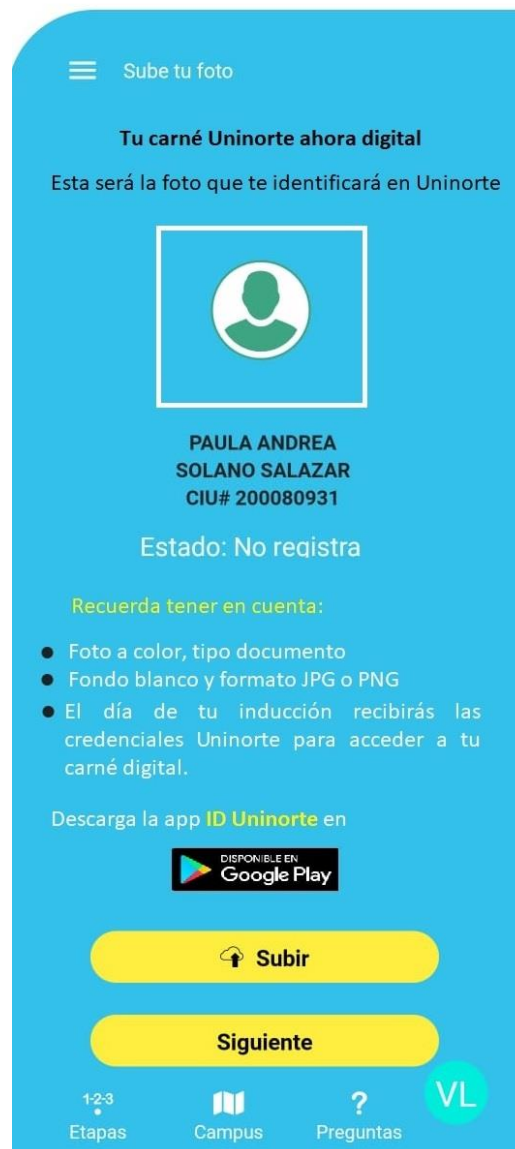 Sube tu foto
Tu carné Uninorte ahora digital
Esta será la foto que te identificará en Uninorte
PAULA ANDREA
SOLANO SALAZAR
CIU# 200080931
Estado: No registra
Recuerda tener en cuenta:
Foto a color, tipo documento
Fondo blanco y formato JPG o PNG
El día de tu inducción recibirás las
credenciales Uninorte para acceder a tu
carné digital.
Descarga la app ID Uninorte en
DISPONIBLE EN
Google Play
Subir
Siguiente
VL
1-2-3
?
Etapas Campus Preguntas